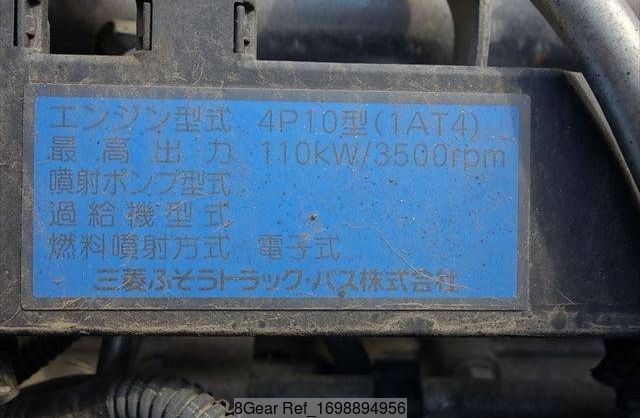 エンジン型式 4P10型(1AT4)
最高出力 110kW/3500rpm
噴射ポンプ型式
過給機型式
燃料噴射方式 電子式
三菱ふそうトラック・バス株式会社
8Gear Ref_1698894956